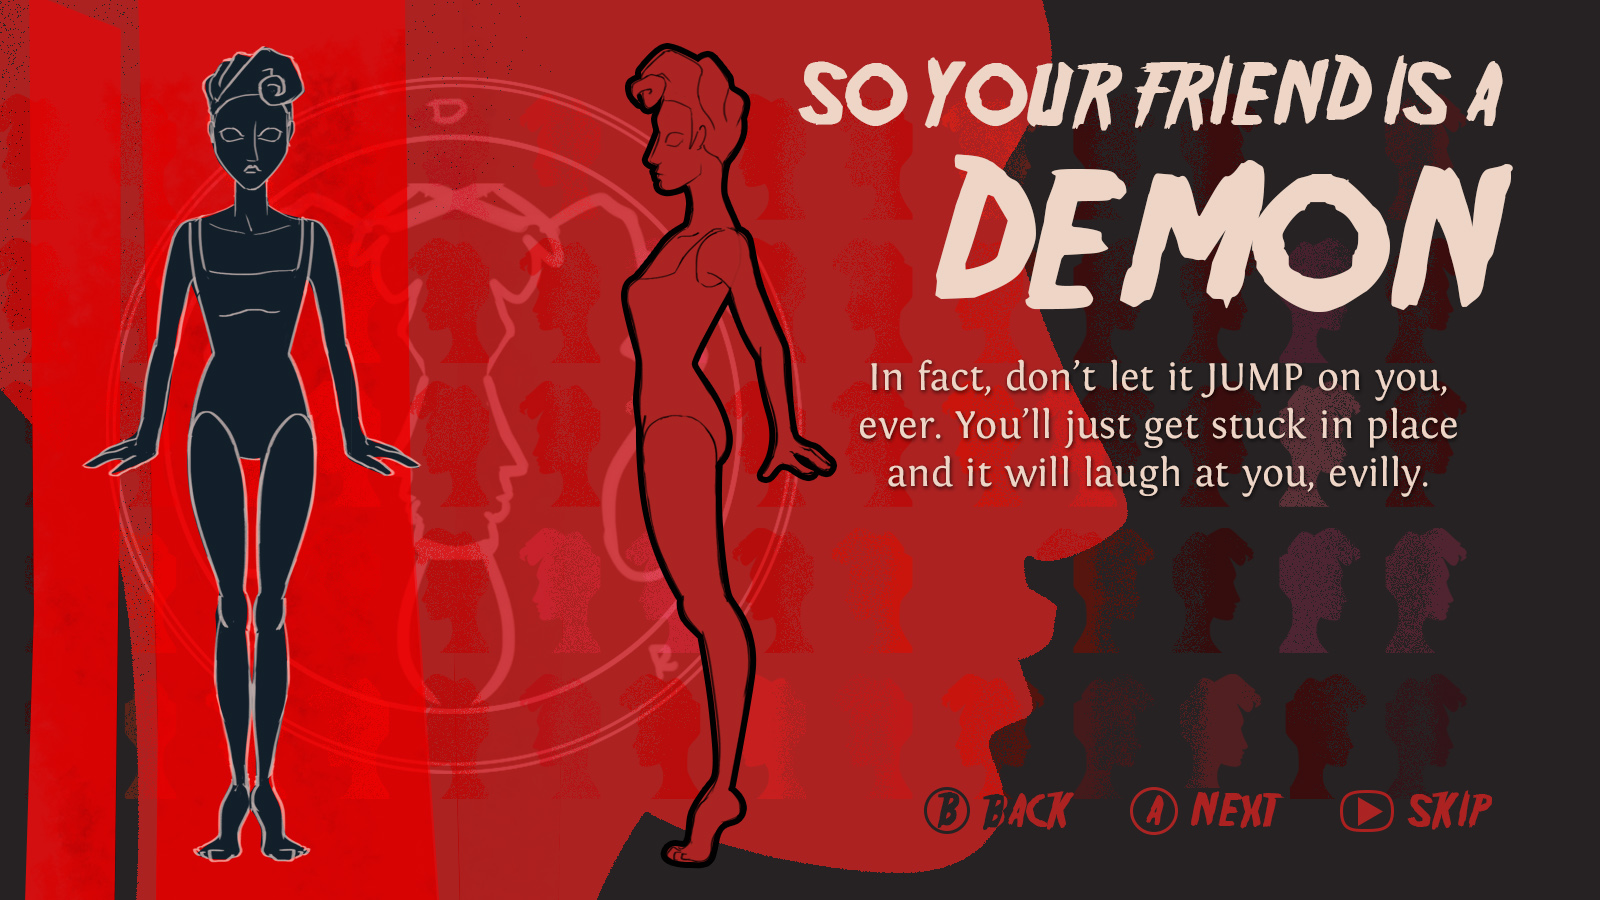 SO YOUR FRIEND IS A
DEMON
In fact, don't let it JUMP on you,
ever. You'll just get stuck in place
and it will laugh at you, evilly.
D
R
B BACK A NEXT SKIP